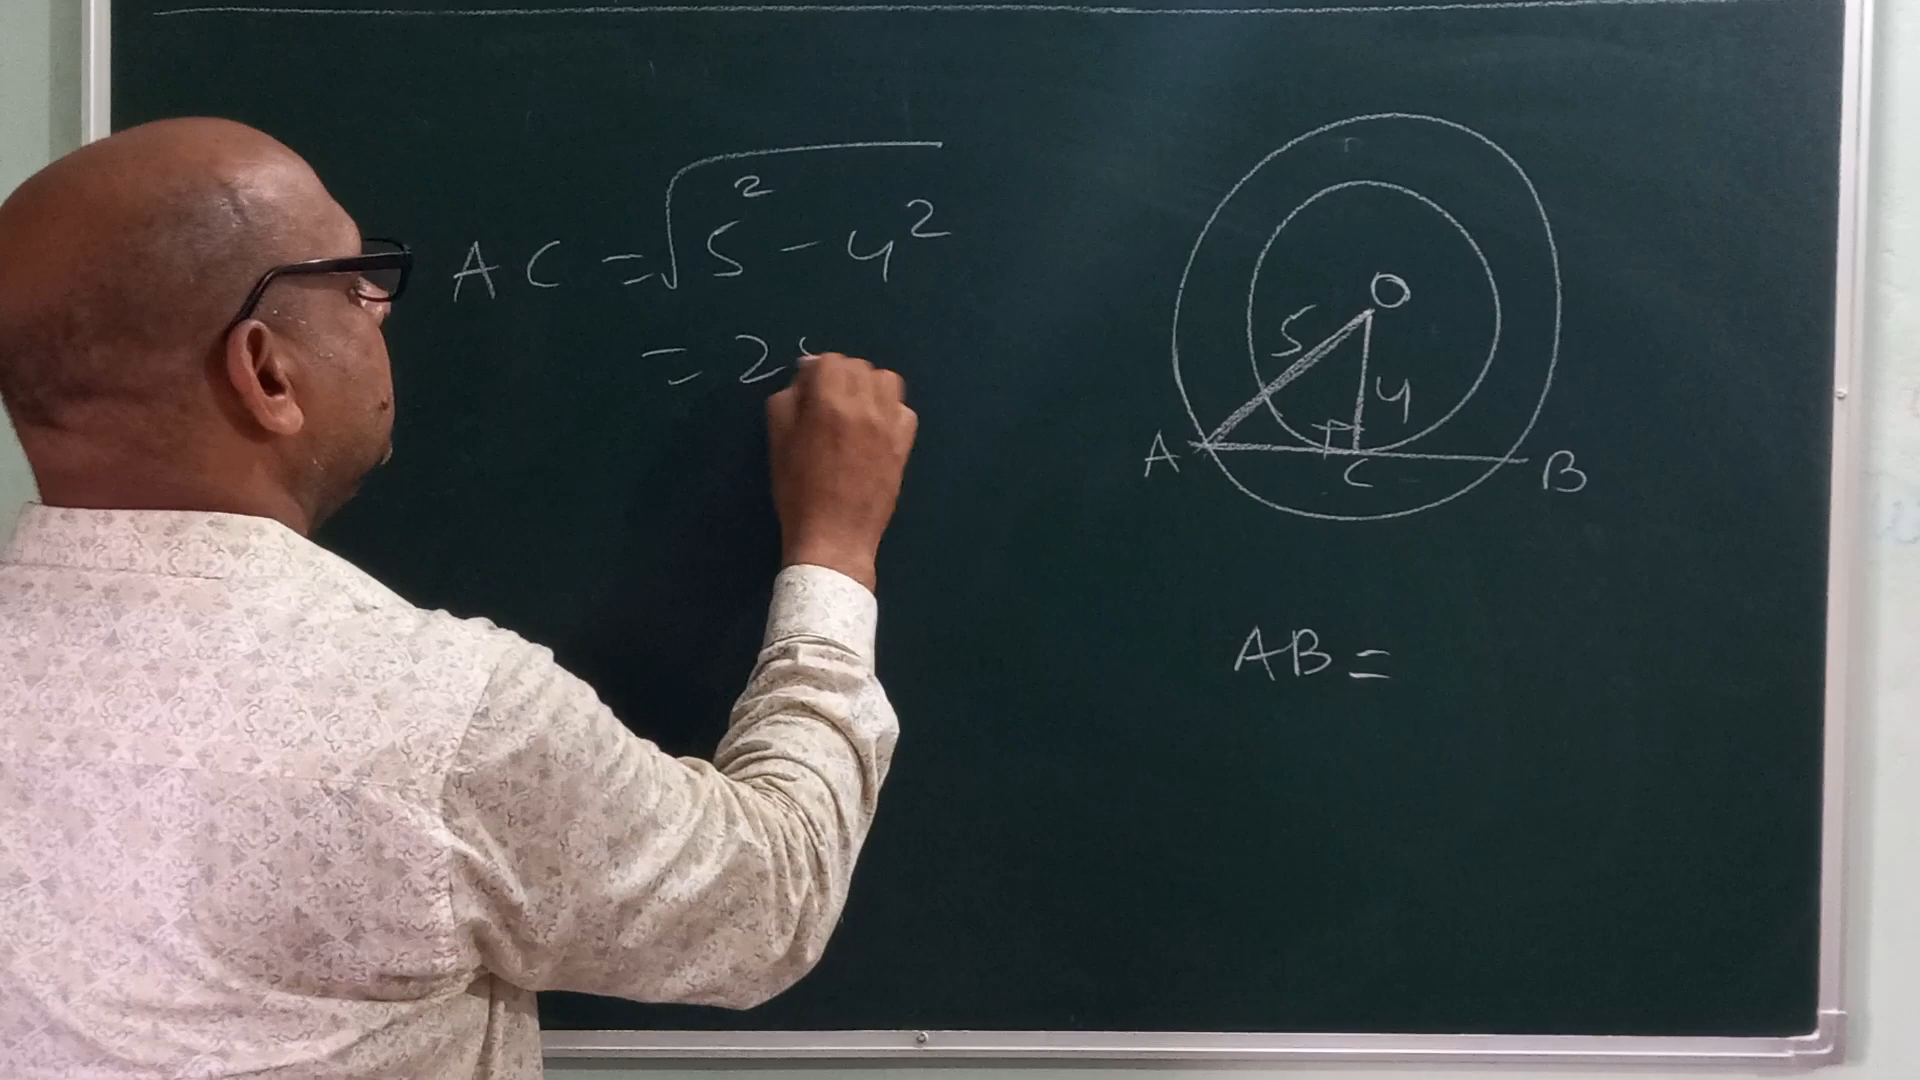 AC = √5² - 4²
= 2
O
5
4
A
C
B
AB =